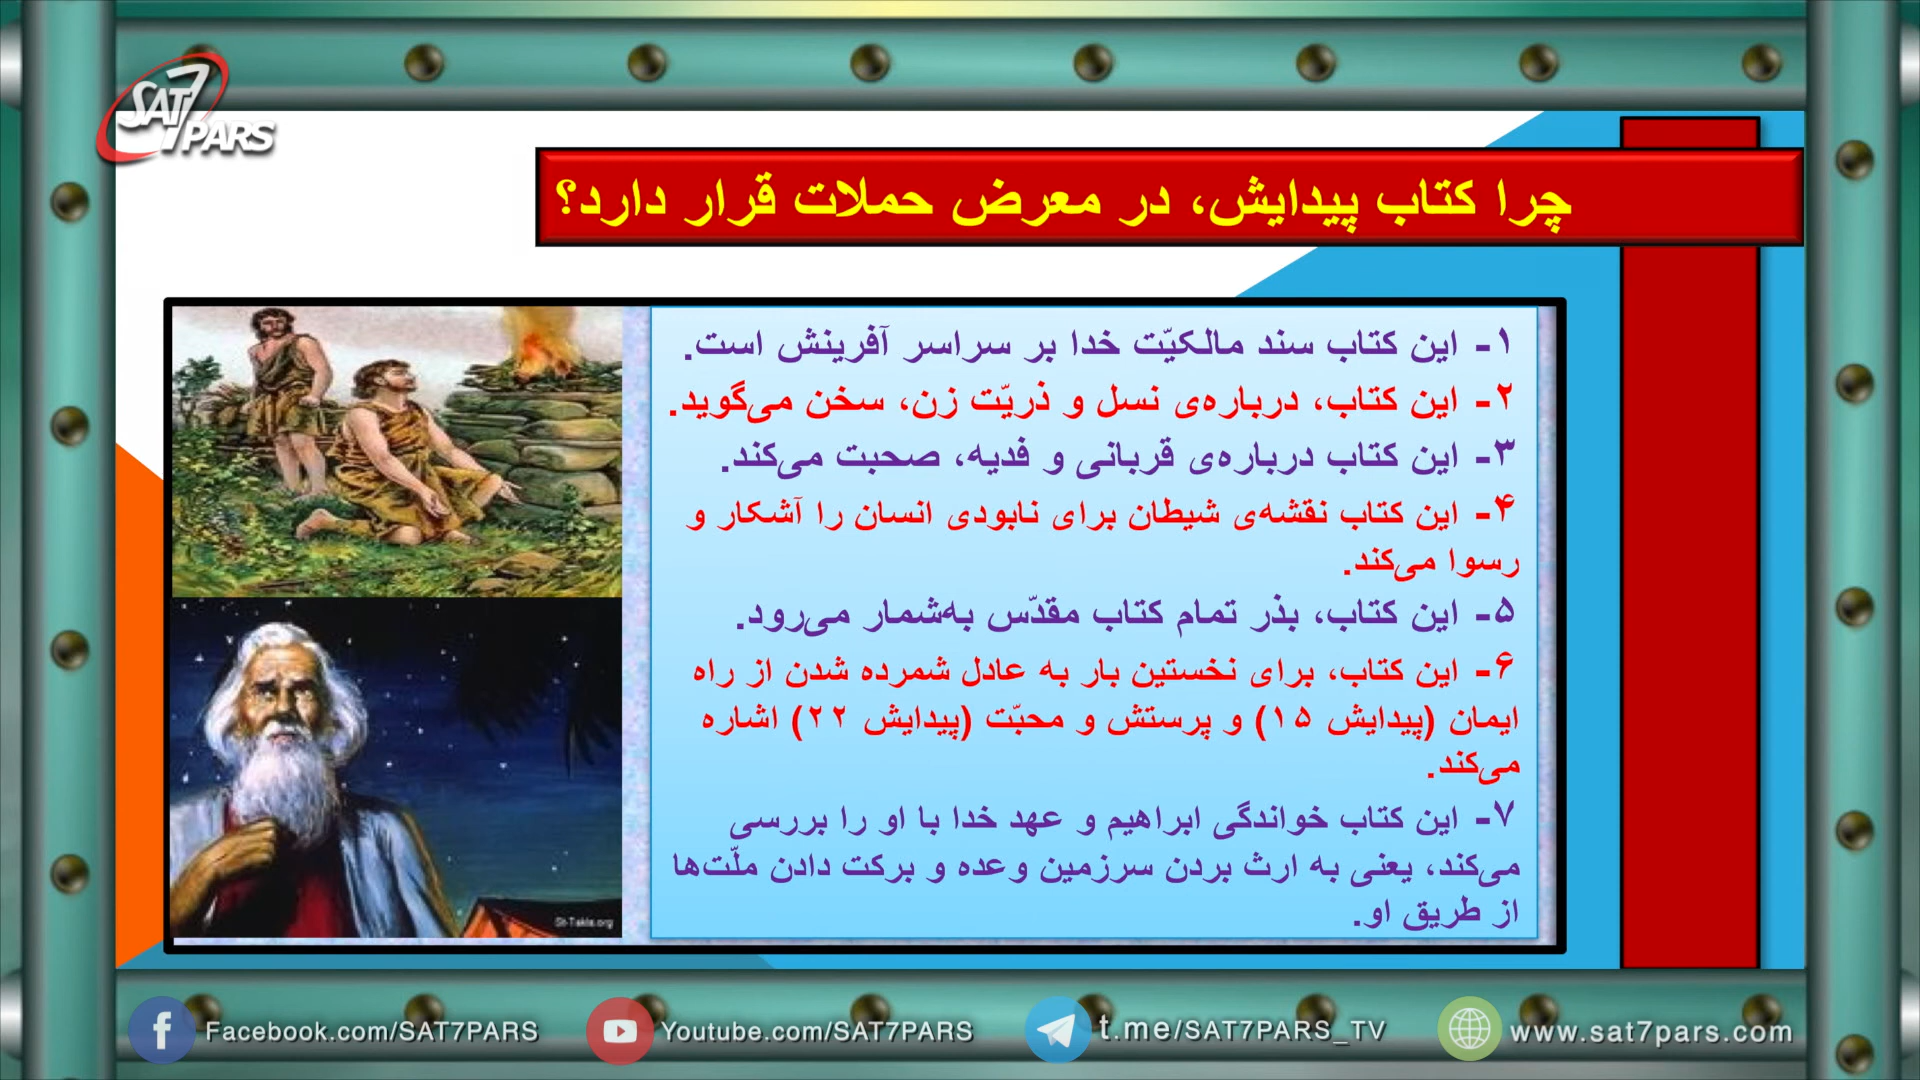 SAT7 PARS
چرا کتاب پیدایش، در معرض حملات قرار دارد؟
۱- این کتاب سند مالکیّت خدا بر سراسر آفرینش است.
۲- این کتاب، درباره‌ی نسل و ذریّت زن، سخن می‌گوید.
۳- این کتاب درباره‌ی قربانی و فدیه، صحبت می‌کند.
۴- این کتاب نقشه‌ی شیطان برای نابودی انسان را آشکار و
رسوا می‌کند.
۵- این کتاب، بذر تمام کتاب مقدّس به‌شمار می‌رود.
۶- این کتاب، برای نخستین بار به عادل شمرده شدن از راه
ایمان (پیدایش ۱۵) و پرستش و محبّت (پیدایش ۲۲) اشاره
می‌کند.
۷- این کتاب خواندگی ابراهیم و عهد خدا با او را بررسی
می‌کند، یعنی به ارث بردن سرزمین وعده و برکت دادن ملّت‌ها
از طریق او.
St-Takla.org
Facebook.com/SAT7PARS
Youtube.com/SAT7PARS
t.me/SAT7PARS_TV
www.sat7pars.com